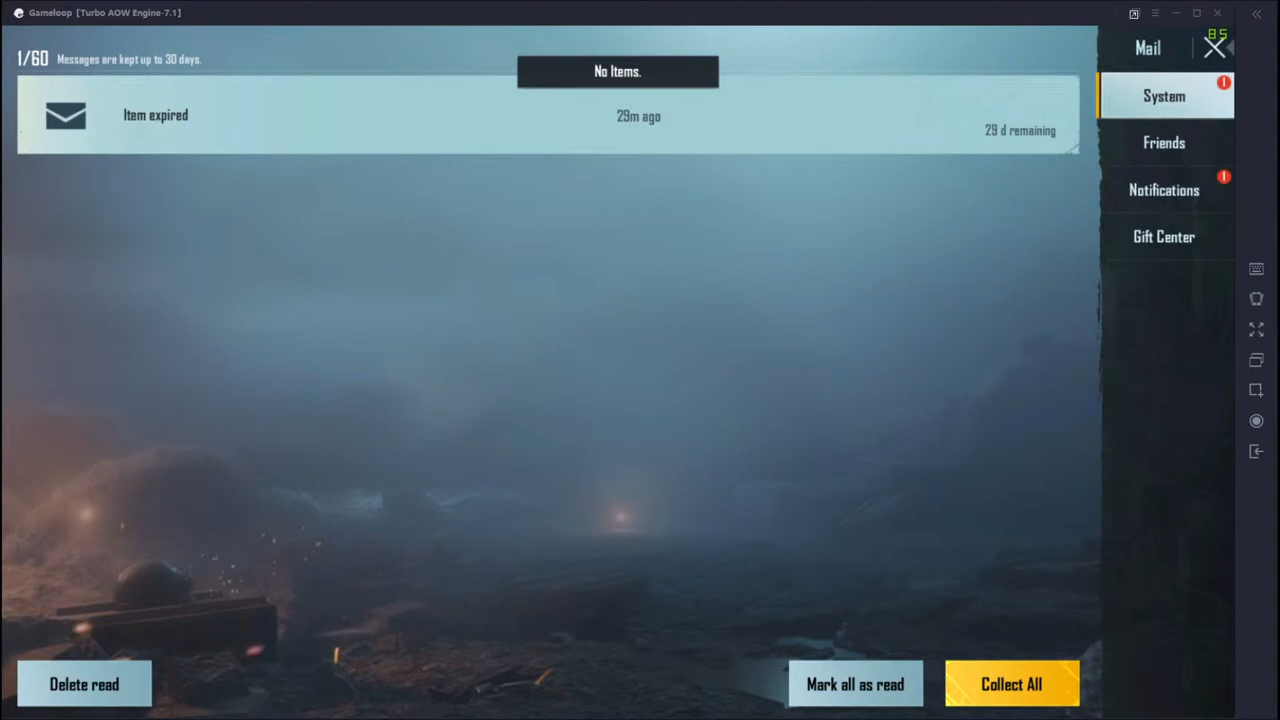 Gameloop [Turbo AOW Engine-7.1]
1/60 Messages are kept up to 30 days.
No Items.
Mail
85
Item expired
29m ago
29 d remaining
System
Friends
Notifications
Gift Center
Delete read
Mark all as read
Collect All